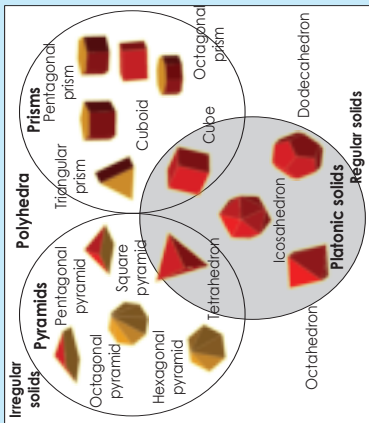 Irregular
solids
Polyhedra
Pyramids
Pentagonal
pyramid
Octagonal
pyramid
Square
pyramid
Hexagonal
pyramid
Tetrahedron
Prisms
Pentagonal
prism
Triangular
prism
Cuboid
Octagonal
prism
Cube
Icosahedron
Dodecahedron
Octahedron
Platonic solids
Regular solids